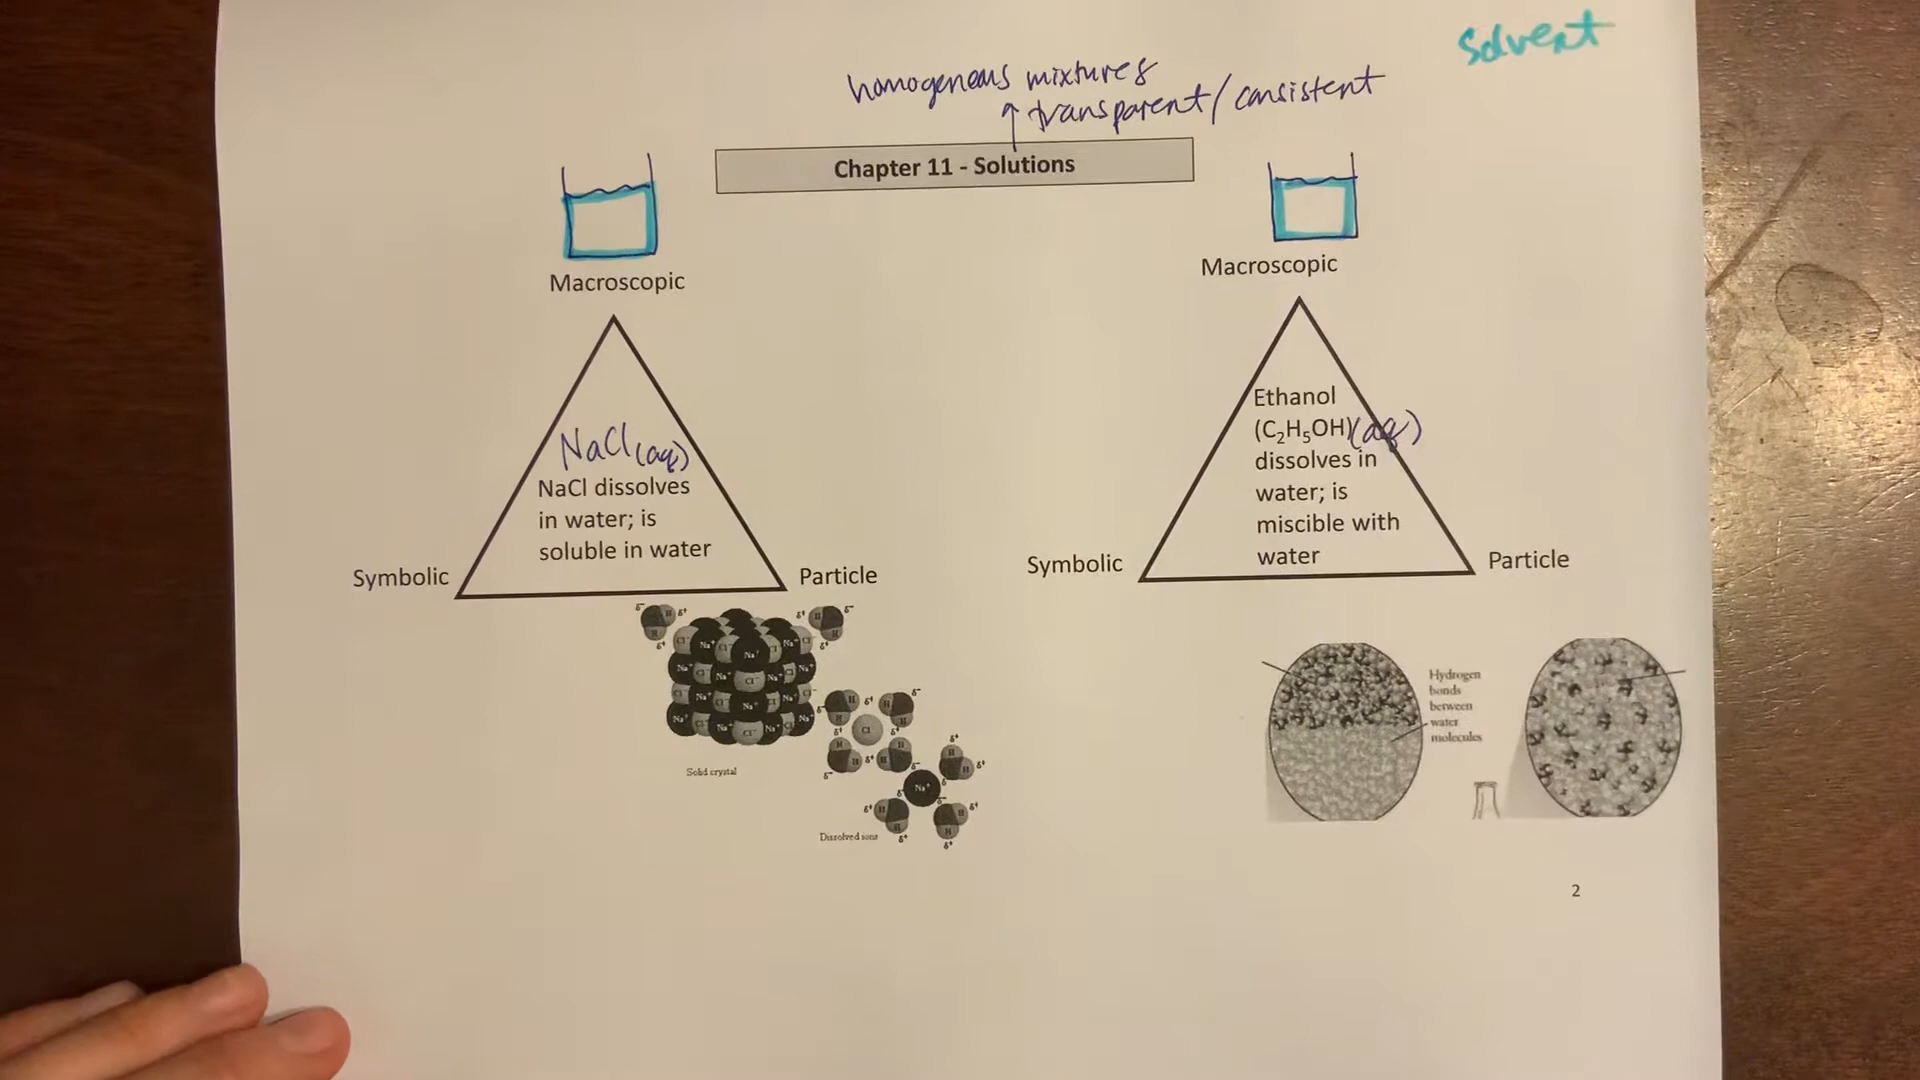 Solvent
homogeneous mixtures
↑ transparent/consistent
Chapter 11 - Solutions
Macroscopic
NaCl(aq)
NaCl dissolves
in water; is
soluble in water
Symbolic
Particle
Solid crystal
Dissolved ions
Macroscopic
Ethanol
(C₂H₅OH)(aq)
dissolves in
water; is
miscible with
water
Symbolic
Particle
Hydrogen
bonds
between
water
molecules
2